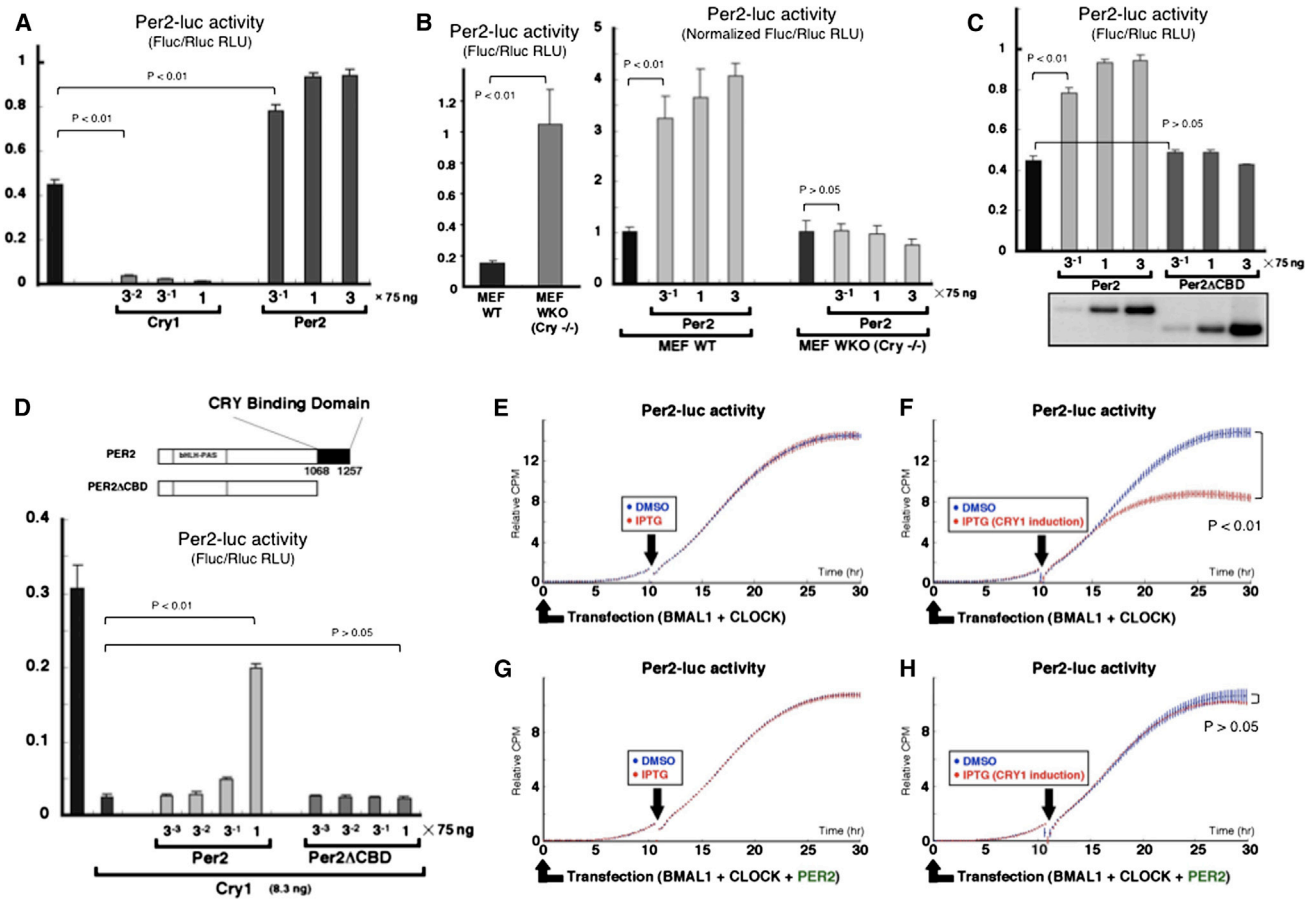 A
Per2-luc activity
(Fluc/Rluc RLU)
1
0.8
0.6
0.4
0.2
0
P < 0.01
P < 0.01
3-2 3-1 1 3-1 1 3 × 75 ng
Cry1 Per2
B
Per2-luc activity
(Fluc/Rluc RLU)
1.2
1
0.8
0.6
0.4
0.2
0
P < 0.01
MEF WT
MEF WKO (Cry -/-)
Per2-luc activity
(Normalized Fluc/Rluc RLU)
5
4
3
2
1
0
P < 0.01
P > 0.05
3-1 1 3 3-1 1 3 ×75 ng
Per2 Per2
MEF WT MEF WKO (Cry -/-)
C
Per2-luc activity
(Fluc/Rluc RLU)
1
0.8
0.6
0.4
0.2
0
P < 0.01
P > 0.05
3-1 1 3 3-1 1 3 ×75 ng
Per2 Per2ΔCBD
D
CRY Binding Domain
PER2 bHLH-PAS
1068 1257
PER2ΔCBD
Per2-luc activity
(Fluc/Rluc RLU)
0.4
0.3
0.2
0.1
0
P < 0.01
P > 0.05
3-3 3-2 3-1 1 3-3 3-2 3-1 1 ×75 ng
Per2 Per2ΔCBD
Cry1 (8.3 ng)
E
Per2-luc activity
Relative CPM
12
8
4
0
DMSO
IPTG
Time (hr)
0 5 10 15 20 25 30
Transfection (BMAL1 + CLOCK)
F
Per2-luc activity
Relative CPM
12
8
4
0
DMSO
IPTG (CRY1 induction)
P < 0.01
Time (hr)
0 5 10 15 20 25 30
Transfection (BMAL1 + CLOCK)
G
Per2-luc activity
Relative CPM
8
4
0
DMSO
IPTG
Time (hr)
0 5 10 15 20 25 30
Transfection (BMAL1 + CLOCK + PER2)
H
Per2-luc activity
Relative CPM
8
4
0
DMSO
IPTG (CRY1 induction)
P > 0.05
Time (hr)
0 5 10 15 20 25 30
Transfection (BMAL1 + CLOCK + PER2)